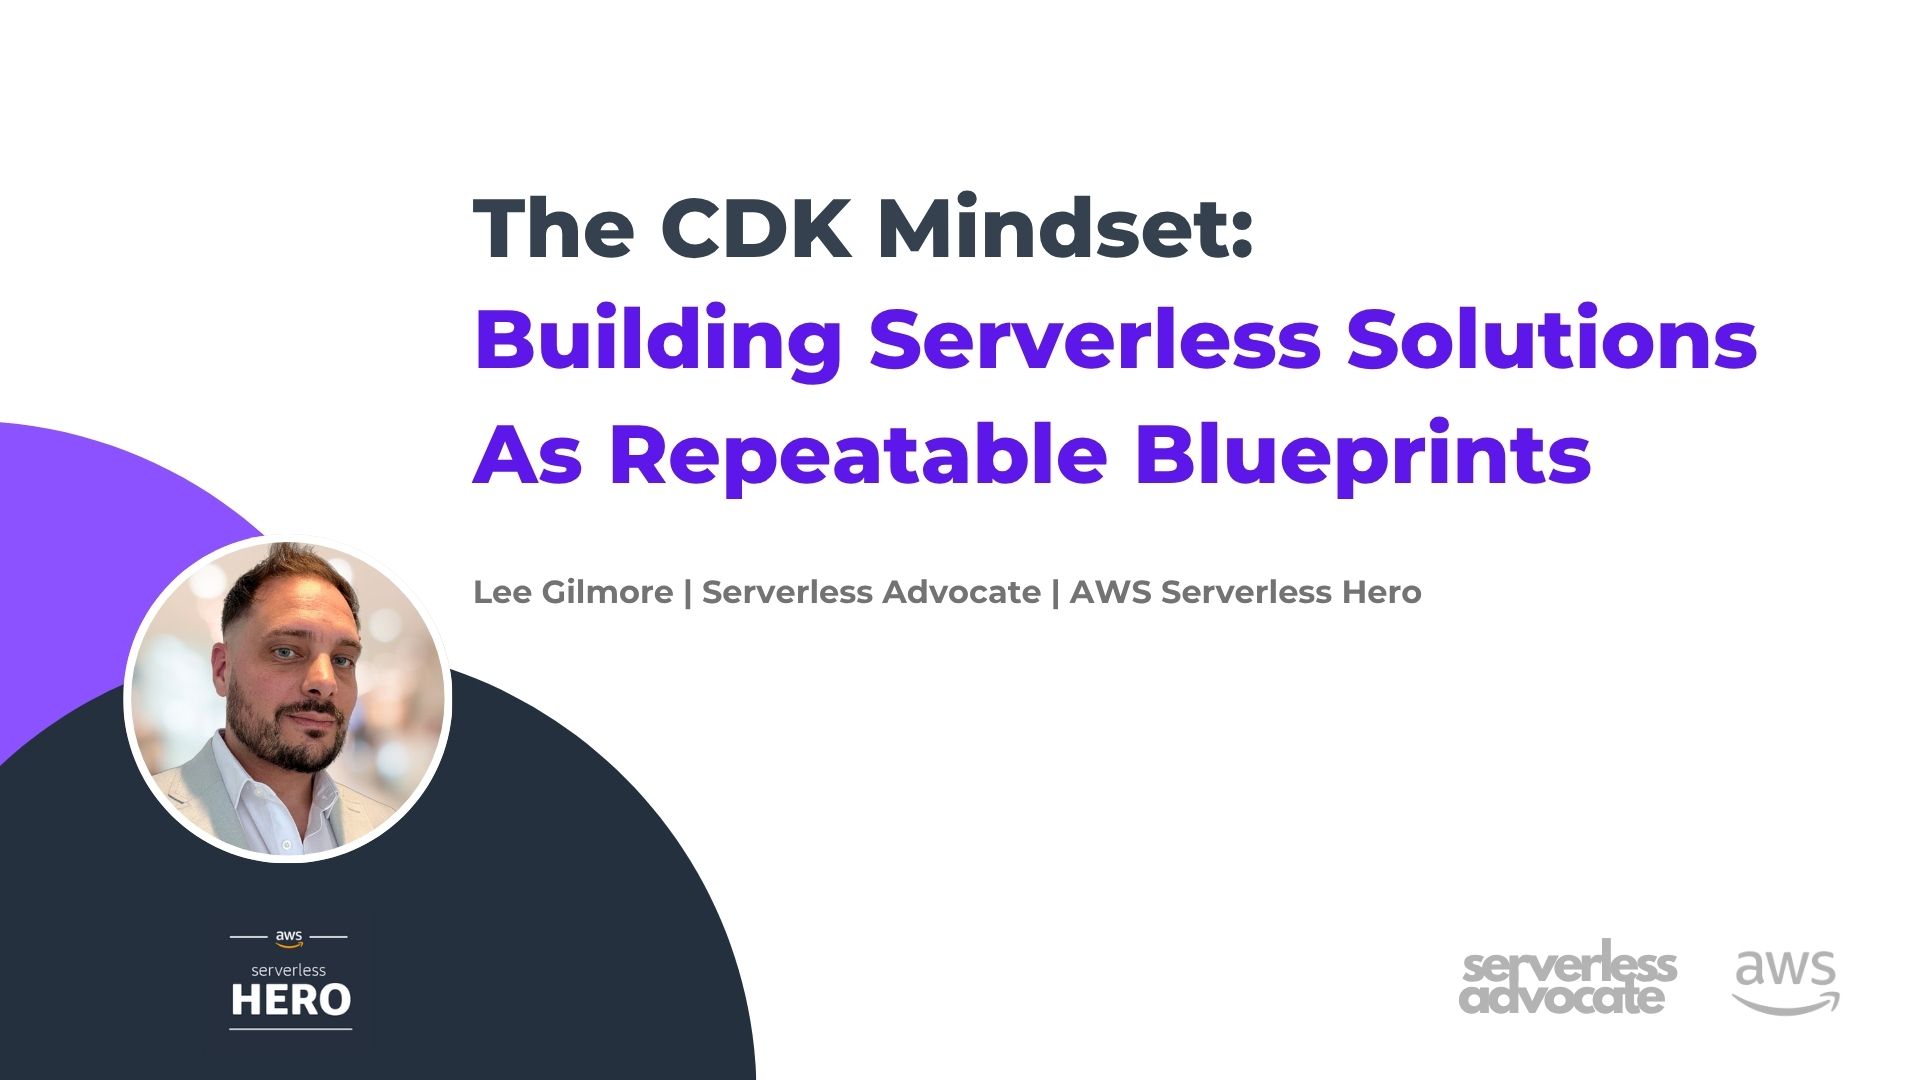 The CDK Mindset:
Building Serverless Solutions
As Repeatable Blueprints
Lee Gilmore | Serverless Advocate | AWS Serverless Hero
aws
serverless
HERO
serverless
advocate
aws